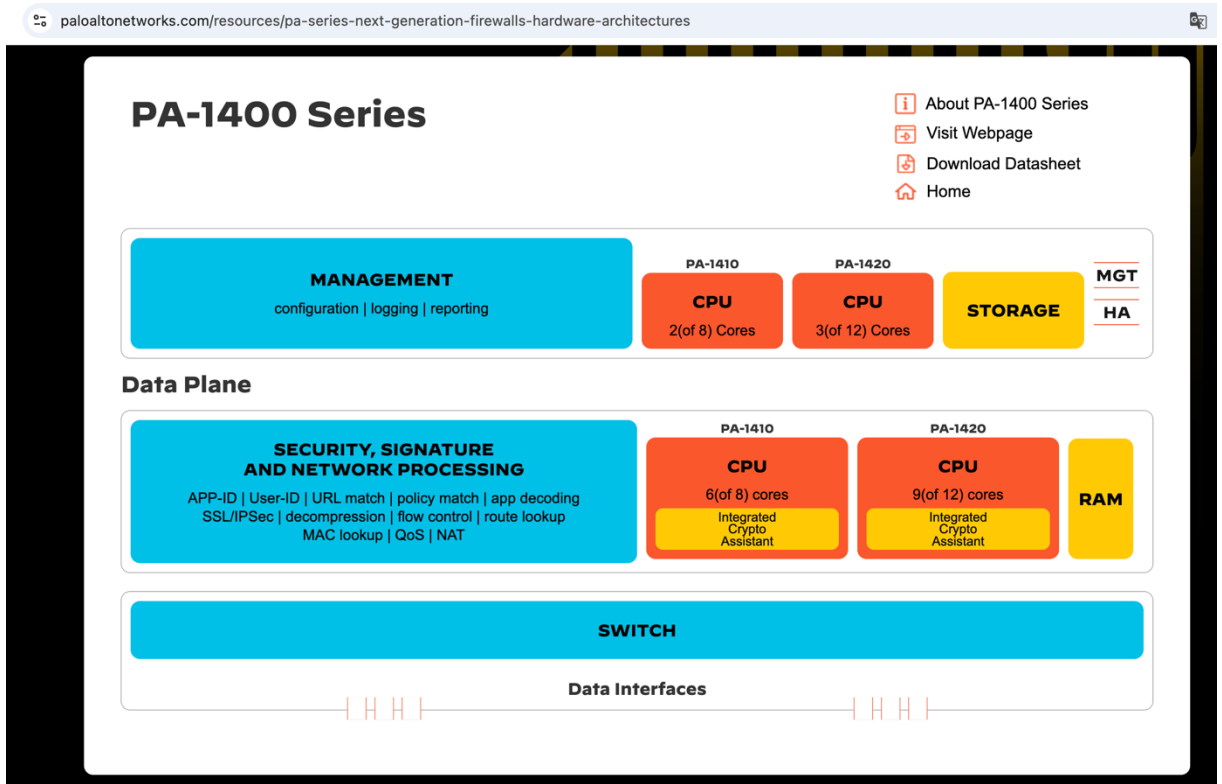 paloaltonetworks.com/resources/pa-series-next-generation-firewalls-hardware-architectures
PA-1400 Series
About PA-1400 Series
Visit Webpage
Download Datasheet
Home
MANAGEMENT
configuration | logging | reporting
PA-1410
CPU
2(of 8) Cores
PA-1420
CPU
3(of 12) Cores
STORAGE
MGT
HA
Data Plane
SECURITY, SIGNATURE
AND NETWORK PROCESSING
APP-ID | User-ID | URL match | policy match | app decoding
SSL/IPSec | decompression | flow control | route lookup
MAC lookup | QoS | NAT
PA-1410
CPU
6(of 8) cores
Integrated
Crypto
Assistant
PA-1420
CPU
9(of 12) cores
Integrated
Crypto
Assistant
RAM
SWITCH
Data Interfaces